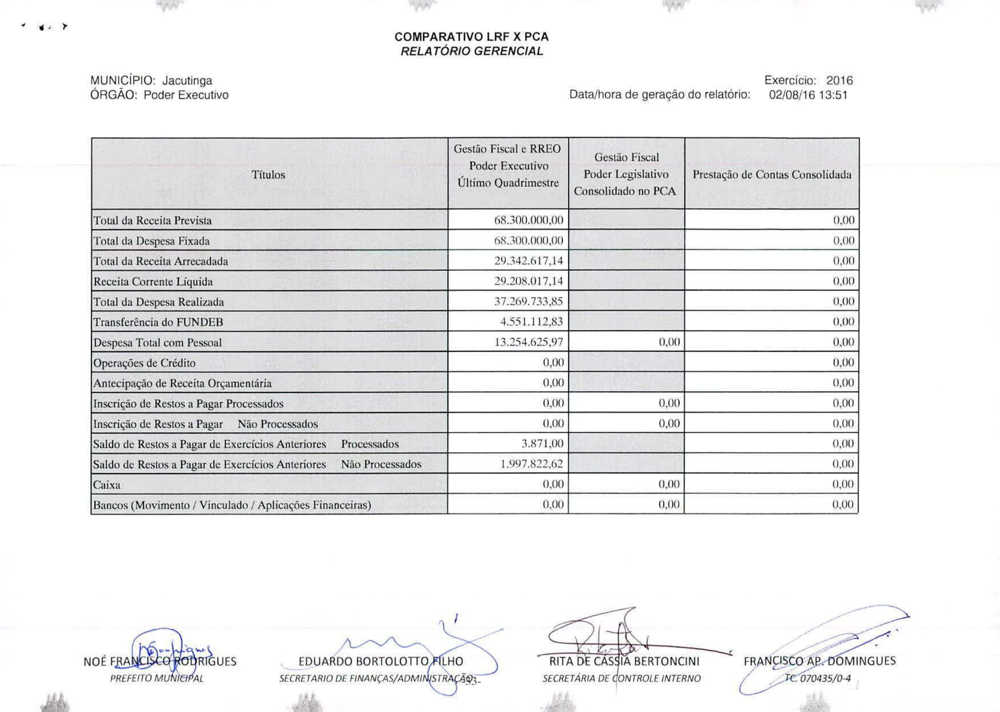 COMPARATIVO LRF X PCA
RELATÓRIO GERENCIAL
MUNICÍPIO: Jacutinga
Exercício: 2016
ÓRGÃO: Poder Executivo
Data/hora de geração do relatório: 02/08/16 13:51
Títulos
Gestão Fiscal e RREO
Poder Executivo
Último Quadrimestre
Gestão Fiscal
Poder Legislativo
Consolidado no PCA
Prestação de Contas Consolidada
Total da Receita Prevista 68.300.000,00 0,00
Total da Despesa Fixada 68.300.000,00 0,00
Total da Receita Arrecadada 29.342.617,14 0,00
Receita Corrente Líquida 29.208.017,14 0,00
Total da Despesa Realizada 37.269.733,85 0,00
Transferência do FUNDEB 4.551.112,83 0,00
Despesa Total com Pessoal 13.254.625,97 0,00 0,00
Operações de Crédito 0,00 0,00
Antecipação de Receita Orçamentária 0,00 0,00
Inscrição de Restos a Pagar Processados 0,00 0,00 0,00
Inscrição de Restos a Pagar Não Processados 0,00 0,00 0,00
Saldo de Restos a Pagar de Exercícios Anteriores Processados 3.871,00 0,00
Saldo de Restos a Pagar de Exercícios Anteriores Não Processados 1.997.822,62 0,00
Caixa 0,00 0,00 0,00
Bancos (Movimento / Vinculado / Aplicações Financeiras) 0,00 0,00 0,00
NOÉ FRANCISCO RODRIGUES
PREFEITO MUNICIPAL
EDUARDO BORTOLOTTO FILHO
SECRETARIO DE FINANÇAS/ADMINISTRAÇÃO
RITA DE CÁSSIA BERTONCINI
SECRETÁRIA DE CONTROLE INTERNO
FRANCISCO AP. DOMINGUES
TC. 070435/0-4